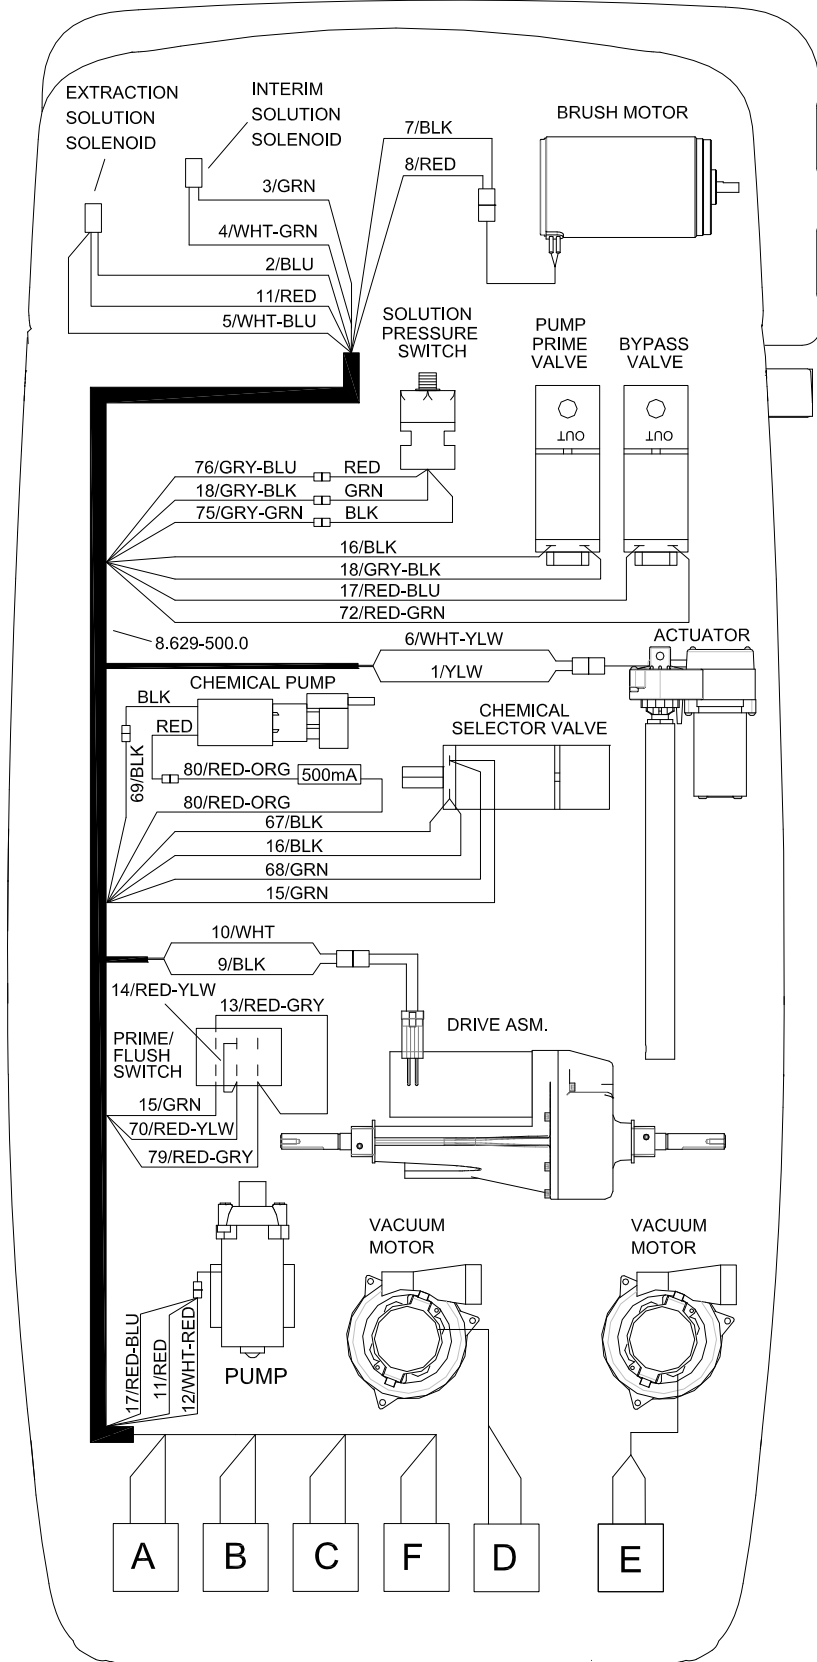 EXTRACTION
SOLUTION
SOLENOID
INTERIM
SOLUTION
SOLENOID
7/BLK
8/RED
BRUSH MOTOR
3/GRN
4/WHT-GRN
2/BLU
11/RED
5/WHT-BLU
SOLUTION
PRESSURE
SWITCH
PUMP
PRIME
VALVE
BYPASS
VALVE
OUT
OUT
76/GRY-BLU
RED
18/GRY-BLK
GRN
75/GRY-GRN
BLK
16/BLK
18/GRY-BLK
17/RED-BLU
72/RED-GRN
8.629-500.0
6/WHT-YLW
1/YLW
ACTUATOR
CHEMICAL PUMP
BLK
RED
69/BLK
80/RED-ORG
500mA
80/RED-ORG
CHEMICAL
SELECTOR VALVE
67/BLK
16/BLK
68/GRN
15/GRN
10/WHT
9/BLK
14/RED-YLW
13/RED-GRY
PRIME/
FLUSH
SWITCH
DRIVE ASM.
15/GRN
70/RED-YLW
79/RED-GRY
17/RED-BLU
11/RED
12/WHT-RED
PUMP
VACUUM
MOTOR
VACUUM
MOTOR
A
B
C
F
D
E